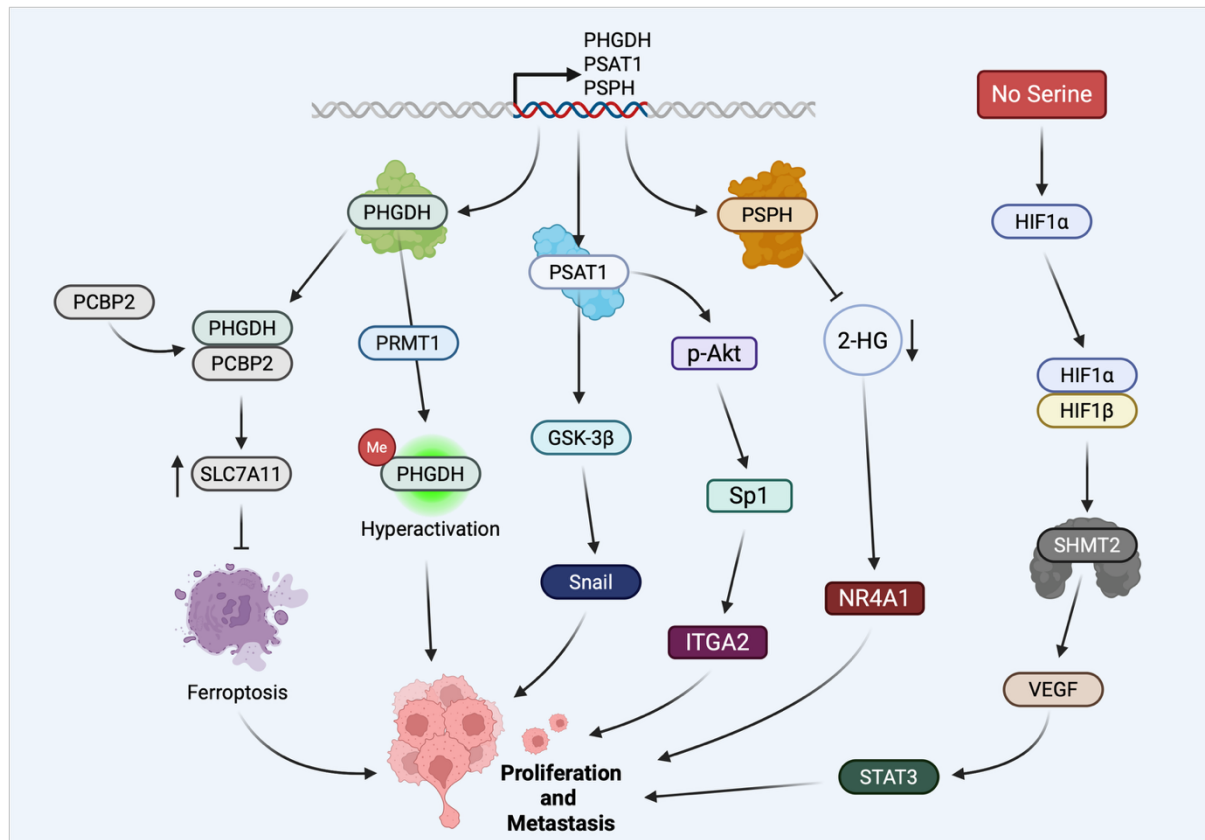 PHGDH
PSAT1
PSPH
No Serine
PHGDH
PSPH
HIF1α
PSAT1
PCBP2
PHGDH
PCBP2
PRMT1
p-Akt
2-HG
HIF1α
HIF1β
GSK-3β
SLC7A11
Me
PHGDH
Hyperactivation
Sp1
SHMT2
Snail
NR4A1
ITGA2
Ferroptosis
VEGF
Proliferation
and
Metastasis
STAT3